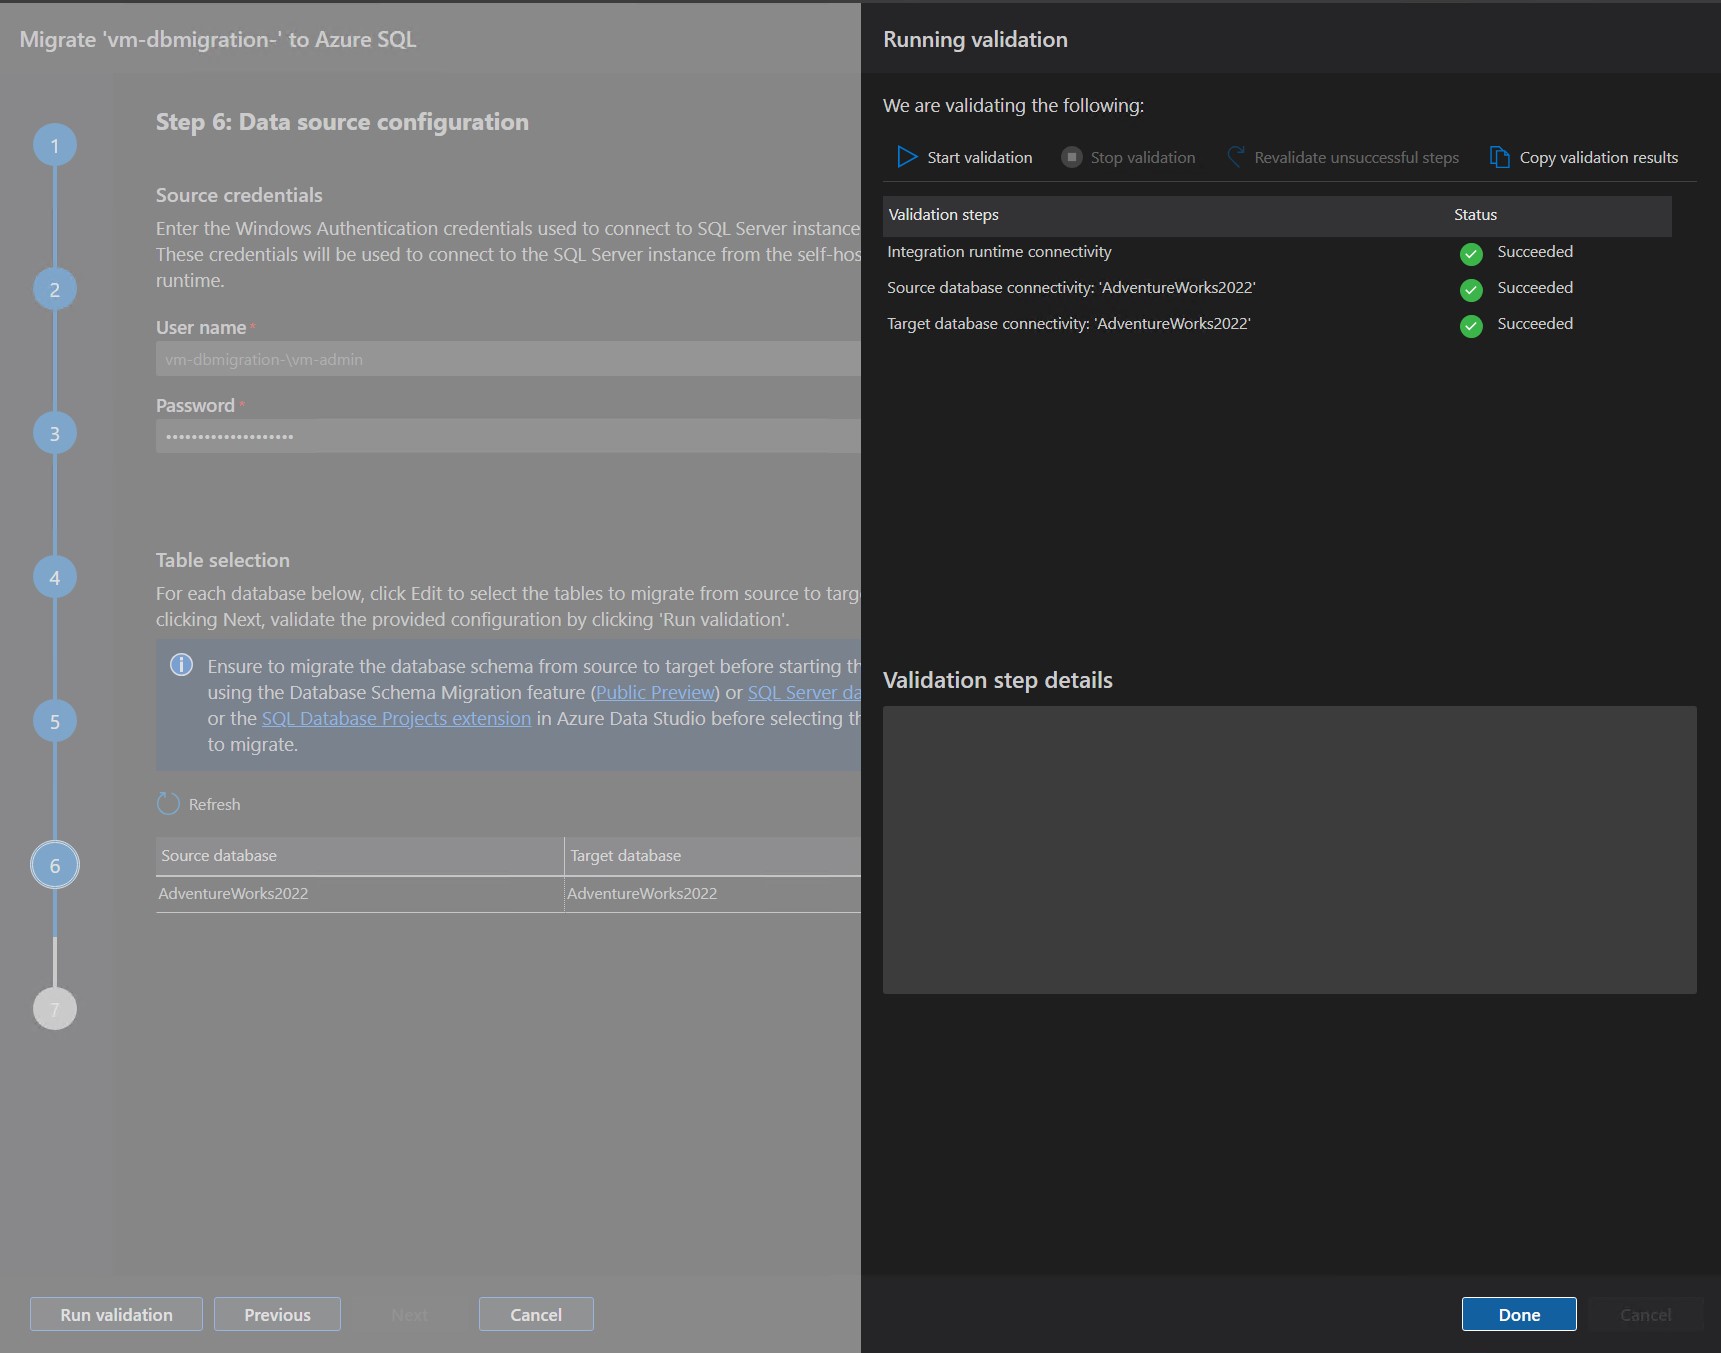 Migrate 'vm-dbmigration-' to Azure SQL
1
2
3
4
5
6
7
Step 6: Data source configuration
Source credentials
Enter the Windows Authentication credentials used to connect to SQL Server instance
These credentials will be used to connect to the SQL Server instance from the self-hos
runtime.
User name*
vm-dbmigration-\vm-admin
Password*
••••••••••••••••••••
Table selection
For each database below, click Edit to select the tables to migrate from source to targ
clicking Next, validate the provided configuration by clicking 'Run validation'.
Ensure to migrate the database schema from source to target before starting th
using the Database Schema Migration feature (Public Preview) or SQL Server da
or the SQL Database Projects extension in Azure Data Studio before selecting th
to migrate.
Refresh
Source database Target database
AdventureWorks2022 AdventureWorks2022
Run validation Previous Next Cancel
Running validation
We are validating the following:
Start validation Stop validation Revalidate unsuccessful steps Copy validation results
Validation steps Status
Integration runtime connectivity Succeeded
Source database connectivity: 'AdventureWorks2022' Succeeded
Target database connectivity: 'AdventureWorks2022' Succeeded
Validation step details
Done Cancel